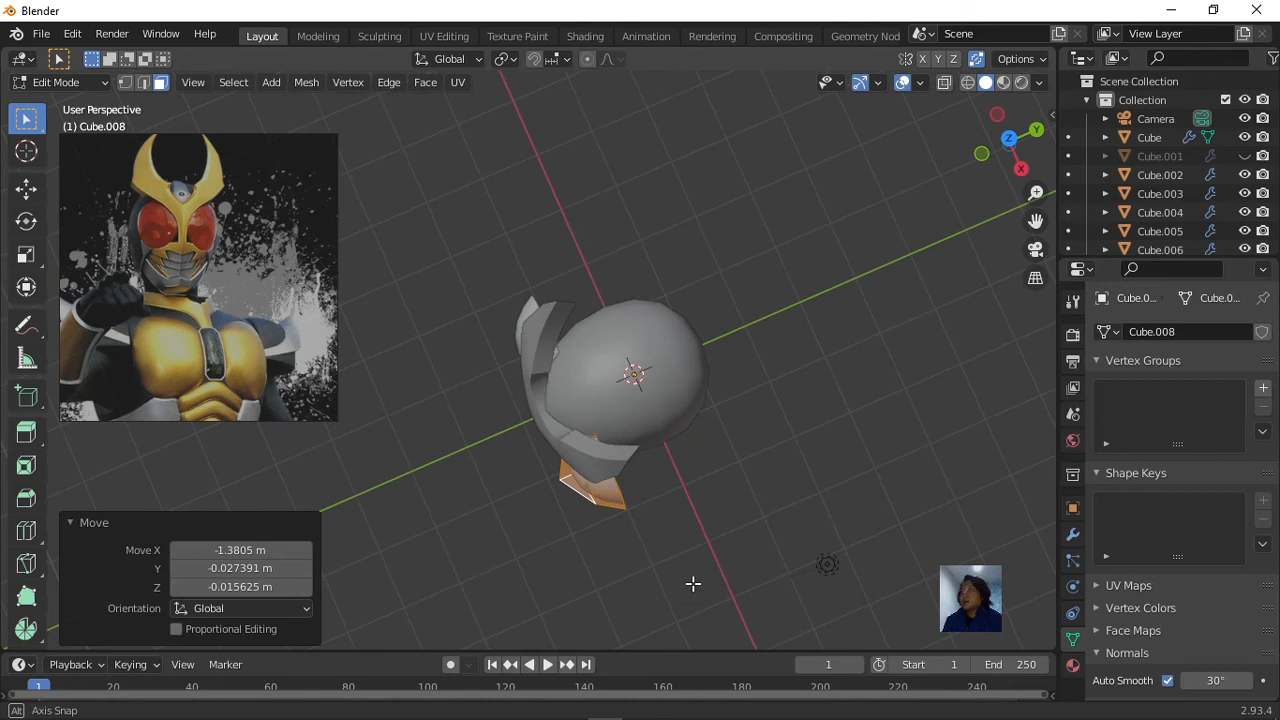 Blender
File Edit Render Window Help Layout Modeling Sculpting UV Editing Texture Paint Shading Animation Rendering Compositing Geometry Nod Scene View Layer
Global X Y Z Options
Edit Mode View Select Add Mesh Vertex Edge Face UV
User Perspective
(1) Cube.008
Z Y X
Scene Collection
Collection
Camera
Cube
Cube.001
Cube.002
Cube.003
Cube.004
Cube.005
Cube.006
Cube.0... Cube.0...
Cube.008
Vertex Groups
Shape Keys
UV Maps
Vertex Colors
Face Maps
Normals
Auto Smooth 30°
Move
Move X -1.3805 m
Y -0.027391 m
Z -0.015625 m
Orientation Global
Proportional Editing
Playback Keying View Marker 1 Start 1 End 250
1 20 40 60 80 100 120 140 160 180 200 220 240
Alt Axis Snap 2.93.4